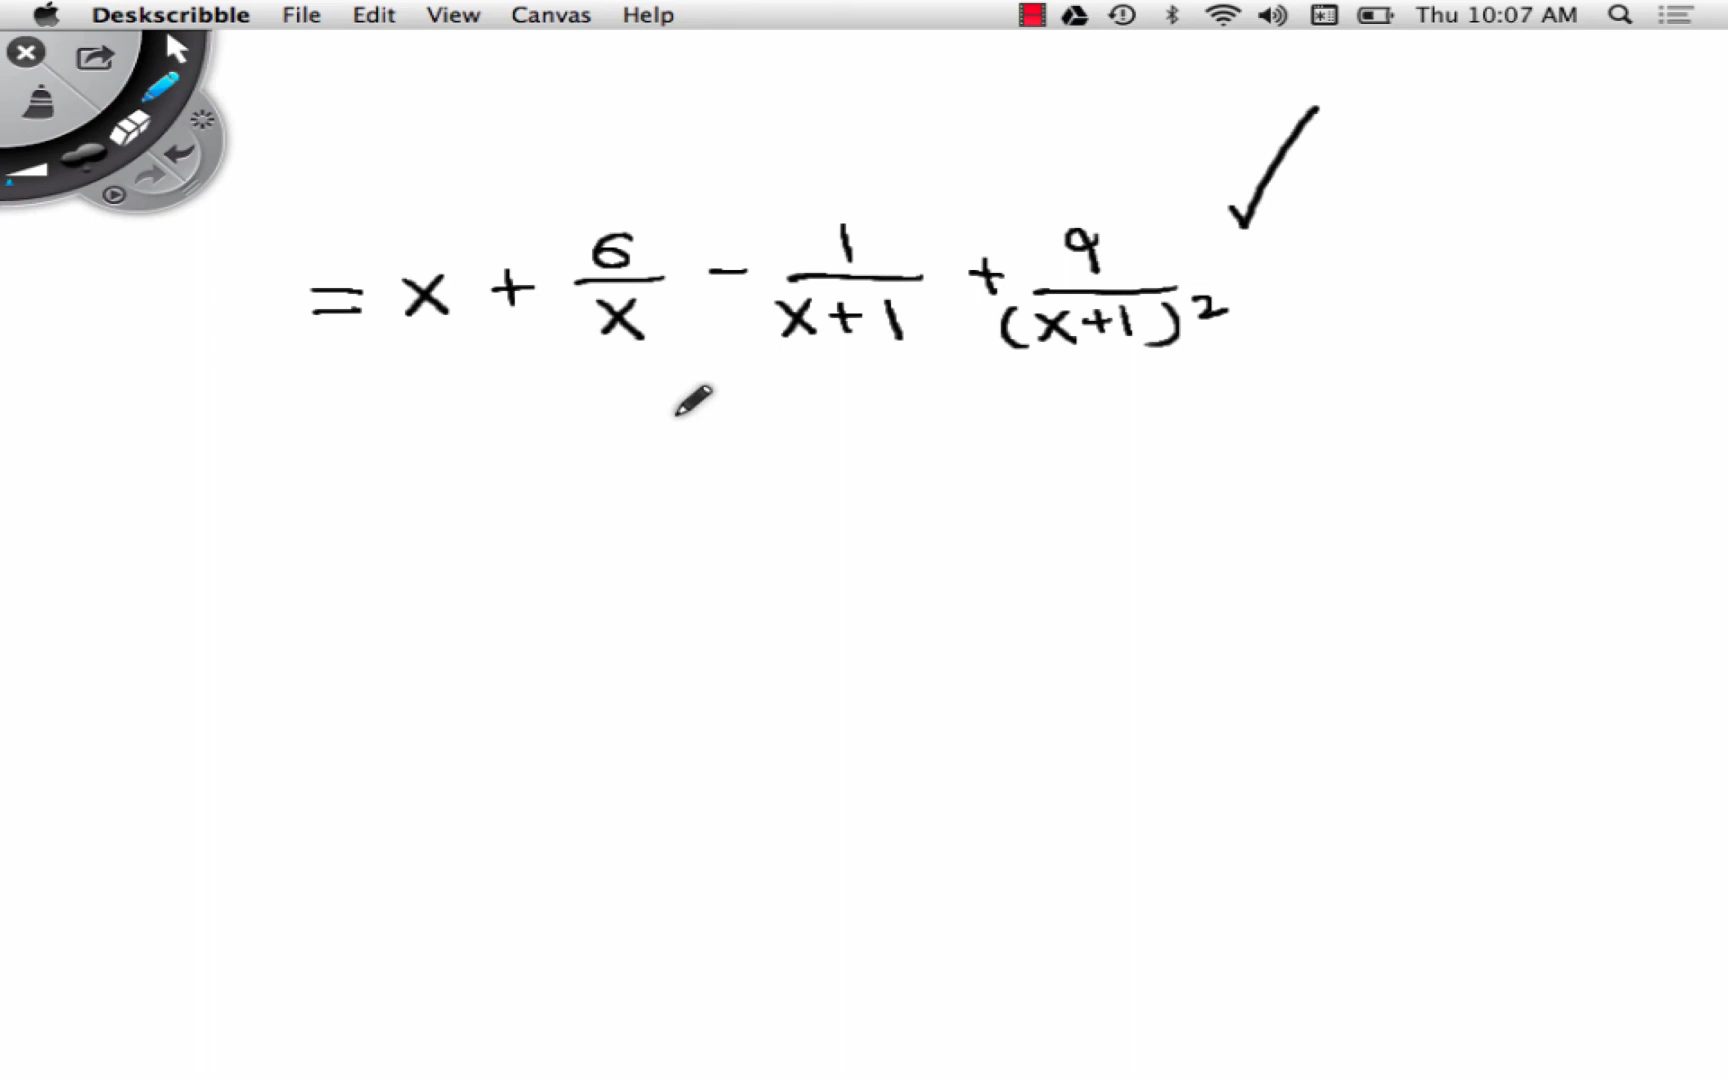 Deskscribble File Edit View Canvas Help Thu 10:07 AM
= x + 6/x - 1/(x+1) + 9/(x+1)²